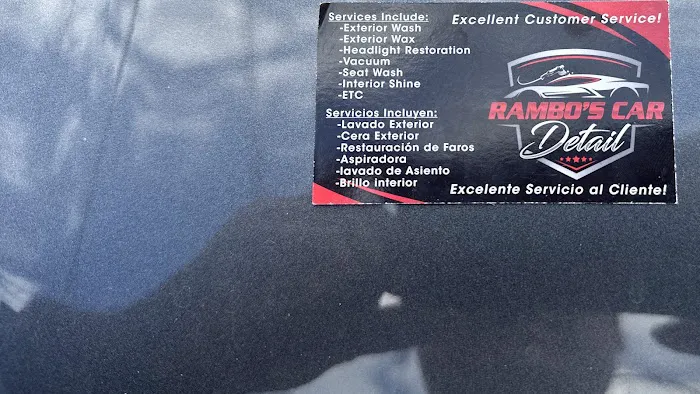 Services Include:
-Exterior Wash
-Exterior Wax
-Headlight Restoration
-Vacuum
-Seat Wash
-Interior Shine
-ETC
Servicios Incluyen:
-Lavado Exterior
-Cera Exterior
-Restauración de Faros
-Aspiradora
-lavado de Asiento
-Brillo interior
Excellent Customer Service!
RAMBO'S CAR
Detail
Excelente Servicio al Cliente!